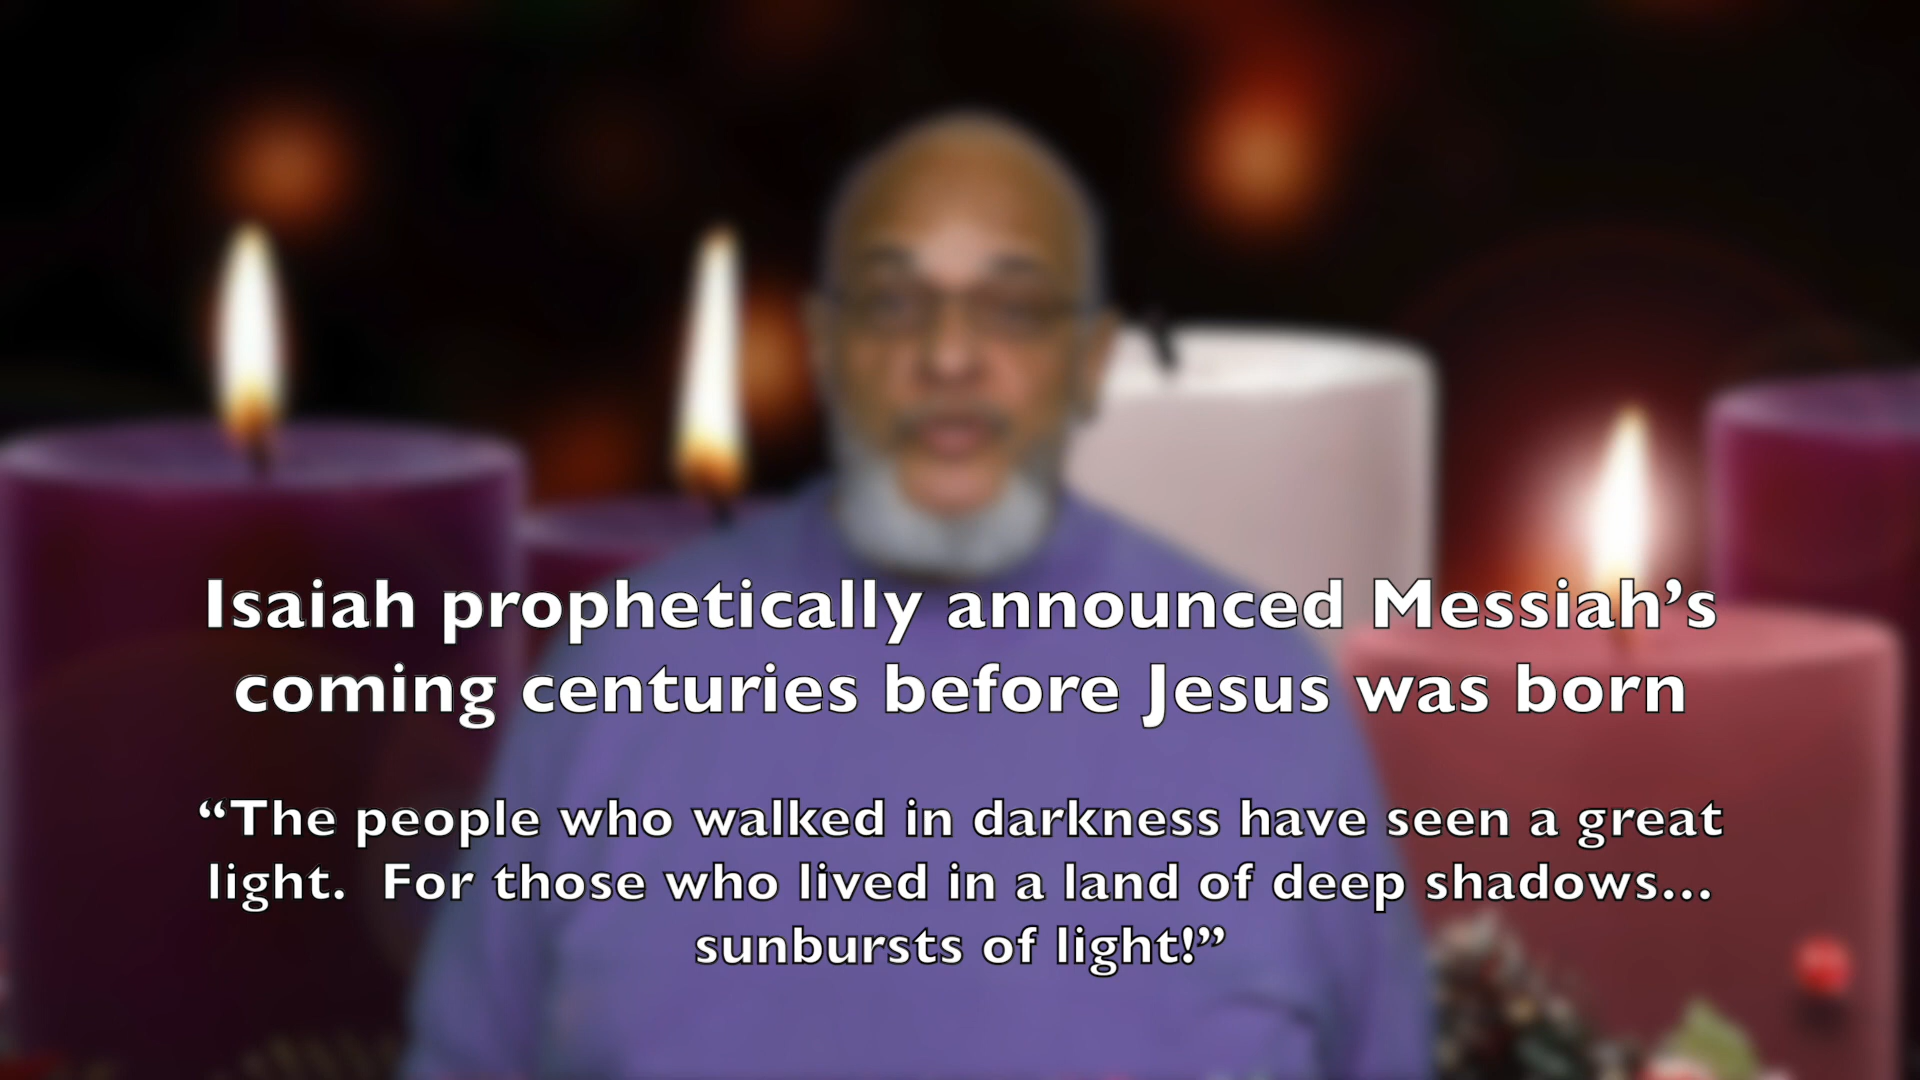 Isaiah prophetically announced Messiah’s
coming centuries before Jesus was born
“The people who walked in darkness have seen a great
light.  For those who lived in a land of deep shadows…
sunbursts of light!”